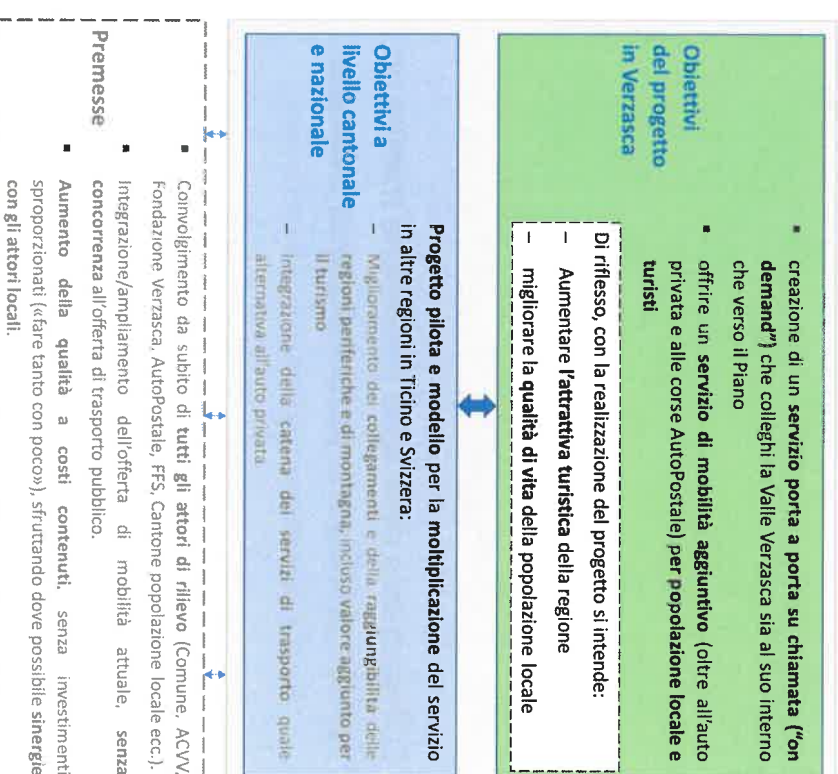 Obiettivi
del progetto
in Verzasca
▪ creazione di un servizio porta a porta su chiamata ("on
demand") che colleghi la Valle Verzasca sia al suo interno
che verso il Piano
▪ offrire un servizio di mobilità aggiuntivo (oltre all'auto
privata e alle corse AutoPostale) per popolazione locale e
turisti
Di riflesso, con la realizzazione del progetto si intende:
– Aumentare l'attrattiva turistica della regione
– migliorare la qualità di vita della popolazione locale
Obiettivi a
livello cantonale
e nazionale
Progetto pilota e modello per la moltiplicazione del servizio
in altre regioni in Ticino e Svizzera:
– Miglioramento dei collegamenti e della raggiungibilità delle
regioni periferiche e di montagna, incluso valore aggiunto per
il turismo
– integrazione della catena dei servizi di trasporto quale
alternativa all'auto privata
Premesse
▪ Coinvolgimento da subito di tutti gli attori di rilievo (Comune, ACVV,
Fondazione Verzasca, AutoPostale, FFS, Cantone popolazione locale ecc.).
▪ Integrazione/ampliamento dell'offerta di mobilità attuale, senza
concorrenza all'offerta di trasporto pubblico.
▪ Aumento della qualità a costi contenuti. senza investimenti
sproporzionati («fare tanto con poco»), sfruttando dove possibile sinergie
con gli attori locali.